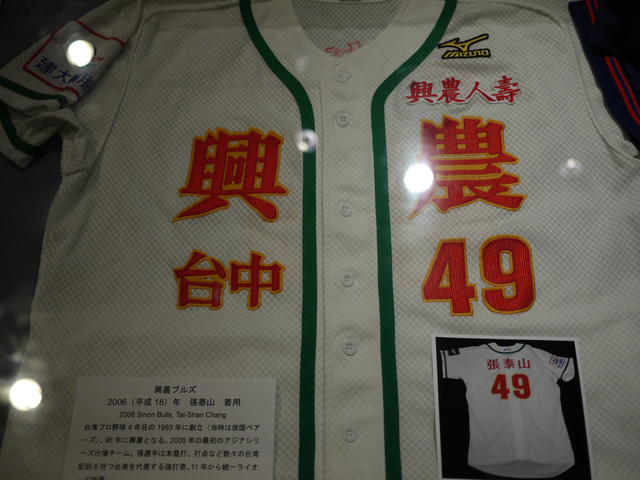 MIZUNO
興農人壽
興農
台中 49
興農ブルズ
2006（平成18）年　張泰山　着用
2006 Sinon Bulls, Tai-Shan Chang
台湾プロ野球4年目の1993年に創立（当時は俊国ベア
ーズ）、96年に興農となる。2005年の最初のアジアシリ
ーズ出場チーム。張選手は本塁打、打点など数々の台湾
記録を持つ台湾を代表する強打者。11年から統一ライオ
張泰山
49